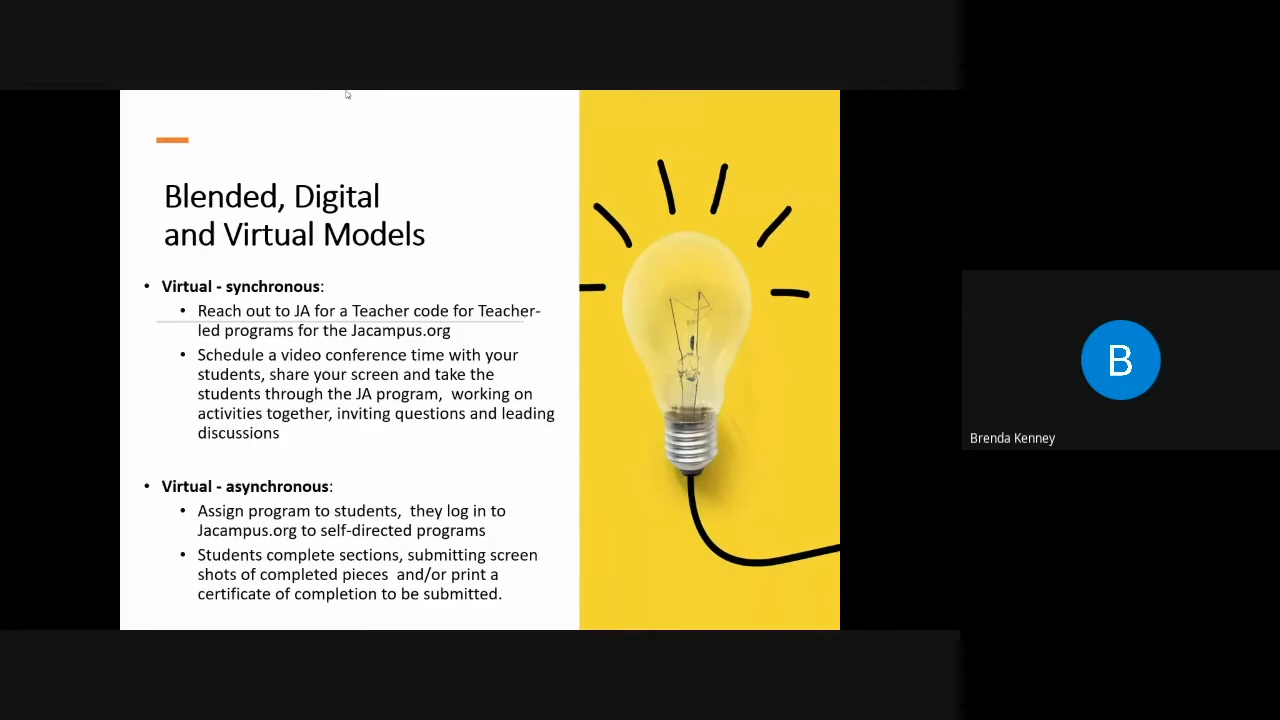 Blended, Digital
and Virtual Models
• Virtual - synchronous:
• Reach out to JA for a Teacher code for Teacher-
led programs for the Jacampus.org
• Schedule a video conference time with your
students, share your screen and take the
students through the JA program, working on
activities together, inviting questions and leading
discussions
• Virtual - asynchronous:
• Assign program to students, they log in to
Jacampus.org to self-directed programs
• Students complete sections, submitting screen
shots of completed pieces and/or print a
certificate of completion to be submitted.
B
Brenda Kenney